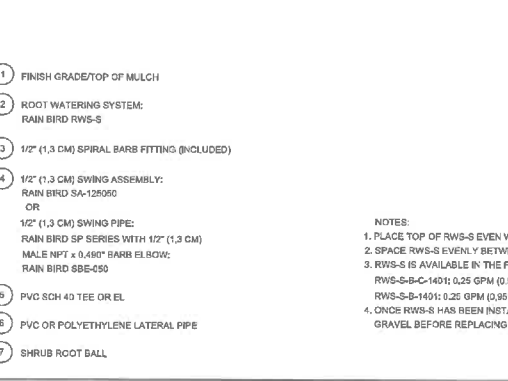 1 FINISH GRADE/TOP OF MULCH
2 ROOT WATERING SYSTEM:
RAIN BIRD RWS-S
3 1/2" (1,3 CM) SPIRAL BARB FITTING (INCLUDED)
4 1/2" (1,3 CM) SWING ASSEMBLY:
RAIN BIRD SA-125050
OR
1/2" (1,3 CM) SWING PIPE:
RAIN BIRD SP SERIES WITH 1/2" (1,3 CM)
MALE NPT x 0.490" BARB ELBOW:
RAIN BIRD SBE-050
5 PVC SCH 40 TEE OR EL
6 PVC OR POLYETHYLENE LATERAL PIPE
7 SHRUB ROOT BALL
NOTES:
1. PLACE TOP OF RWS-S EVEN
2. SPACE RWS-S EVENLY
3. RWS-S IS AVAILABLE IN THE
RWS-S-B-C-1401: 0.25 GPM
RWS-S-B-1401: 0.25 GPM (0,95
4. ONCE RWS-S HAS BEEN
GRAVEL BEFORE REPLACING